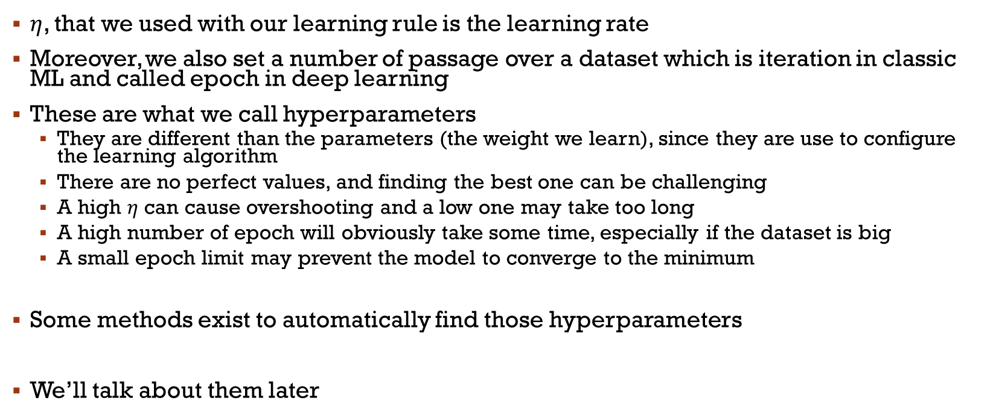 ▪ η, that we used with our learning rule is the learning rate
▪ Moreover, we also set a number of passage over a dataset which is iteration in classic
ML and called epoch in deep learning
▪ These are what we call hyperparameters
▪ They are different than the parameters (the weight we learn), since they are use to configure
the learning algorithm
▪ There are no perfect values, and finding the best one can be challenging
▪ A high η can cause overshooting and a low one may take too long
▪ A high number of epoch will obviously take some time, especially if the dataset is big
▪ A small epoch limit may prevent the model to converge to the minimum
▪ Some methods exist to automatically find those hyperparameters
▪ We’ll talk about them later